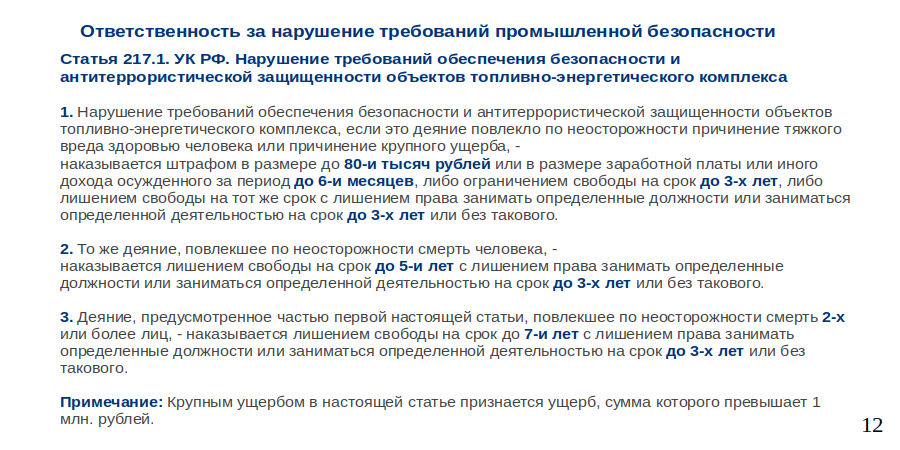 Ответственность за нарушение требований промышленной безопасности
Статья 217.1. УК РФ. Нарушение требований обеспечения безопасности и
антитеррористической защищенности объектов топливно-энергетического комплекса
1. Нарушение требований обеспечения безопасности и антитеррористической защищенности объектов
топливно-энергетического комплекса, если это деяние повлекло по неосторожности причинение тяжкого
вреда здоровью человека или причинение крупного ущерба, -
наказывается штрафом в размере до 80-и тысяч рублей или в размере заработной платы или иного
дохода осужденного за период до 6-и месяцев, либо ограничением свободы на срок до 3-х лет, либо
лишением свободы на тот же срок с лишением права занимать определенные должности или заниматься
определенной деятельностью на срок до 3-х лет или без такового.
2. То же деяние, повлекшее по неосторожности смерть человека, -
наказывается лишением свободы на срок до 5-и лет с лишением права занимать определенные
должности или заниматься определенной деятельностью на срок до 3-х лет или без такового.
3. Деяние, предусмотренное частью первой настоящей статьи, повлекшее по неосторожности смерть 2-х
или более лиц, - наказывается лишением свободы на срок до 7-и лет с лишением права занимать
определенные должности или заниматься определенной деятельностью на срок до 3-х лет или без
такового.
Примечание: Крупным ущербом в настоящей статье признается ущерб, сумма которого превышает 1
млн. рублей.
12